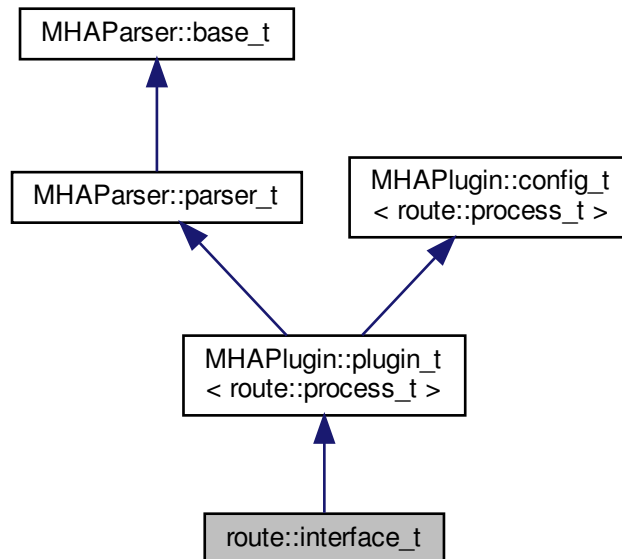 MHAParser::base_t
MHAParser::parser_t
MHAPlugin::config_t
< route::process_t >
MHAPlugin::plugin_t
< route::process_t >
route::interface_t